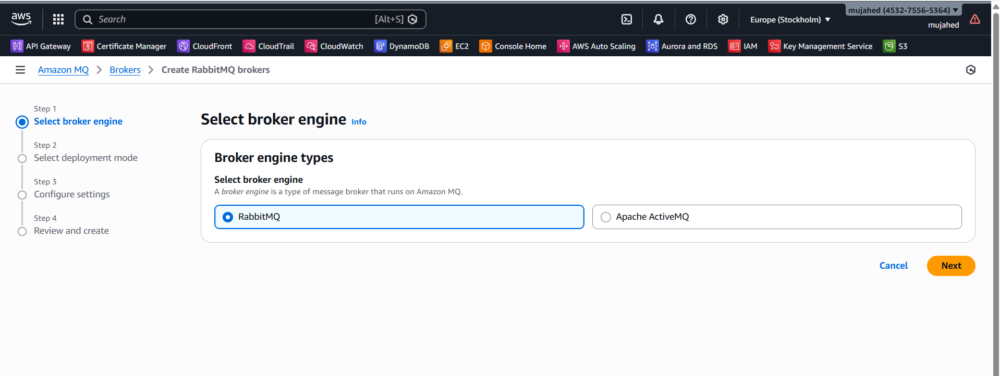 aws
Search [Alt+S]
Europe (Stockholm)
mujahed (4532-7556-5364)
mujahed
API Gateway
Certificate Manager
CloudFront
CloudTrail
CloudWatch
DynamoDB
EC2
Console Home
AWS Auto Scaling
Aurora and RDS
IAM
Key Management Service
S3
Amazon MQ
Brokers
Create RabbitMQ brokers
Step 1
Select broker engine
Step 2
Select deployment mode
Step 3
Configure settings
Step 4
Review and create
Select broker engine Info
Broker engine types
Select broker engine
A broker engine is a type of message broker that runs on Amazon MQ.
RabbitMQ
Apache ActiveMQ
Cancel
Next